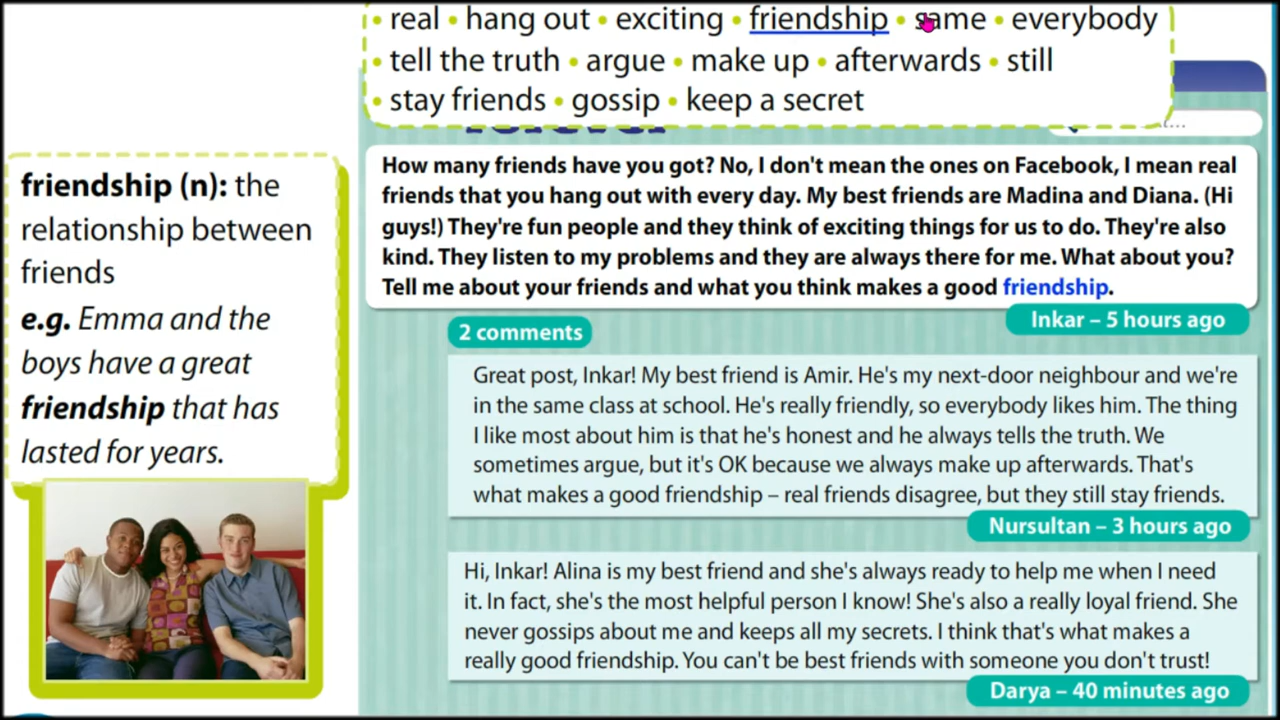 • real • hang out • exciting • friendship • same • everybody
• tell the truth • argue • make up • afterwards • still
• stay friends • gossip • keep a secret
friendship (n): the
relationship between
friends
e.g. Emma and the
boys have a great
friendship that has
lasted for years.
How many friends have you got? No, I don't mean the ones on Facebook, I mean real
friends that you hang out with every day. My best friends are Madina and Diana. (Hi
guys!) They're fun people and they think of exciting things for us to do. They're also
kind. They listen to my problems and they are always there for me. What about you?
Tell me about your friends and what you think makes a good friendship.
Inkar – 5 hours ago
2 comments
Great post, Inkar! My best friend is Amir. He's my next-door neighbour and we're
in the same class at school. He's really friendly, so everybody likes him. The thing
I like most about him is that he's honest and he always tells the truth. We
sometimes argue, but it's OK because we always make up afterwards. That's
what makes a good friendship – real friends disagree, but they still stay friends.
Nursultan – 3 hours ago
Hi, Inkar! Alina is my best friend and she's always ready to help me when I need
it. In fact, she's the most helpful person I know! She's also a really loyal friend. She
never gossips about me and keeps all my secrets. I think that's what makes a
really good friendship. You can't be best friends with someone you don't trust!
Darya – 40 minutes ago